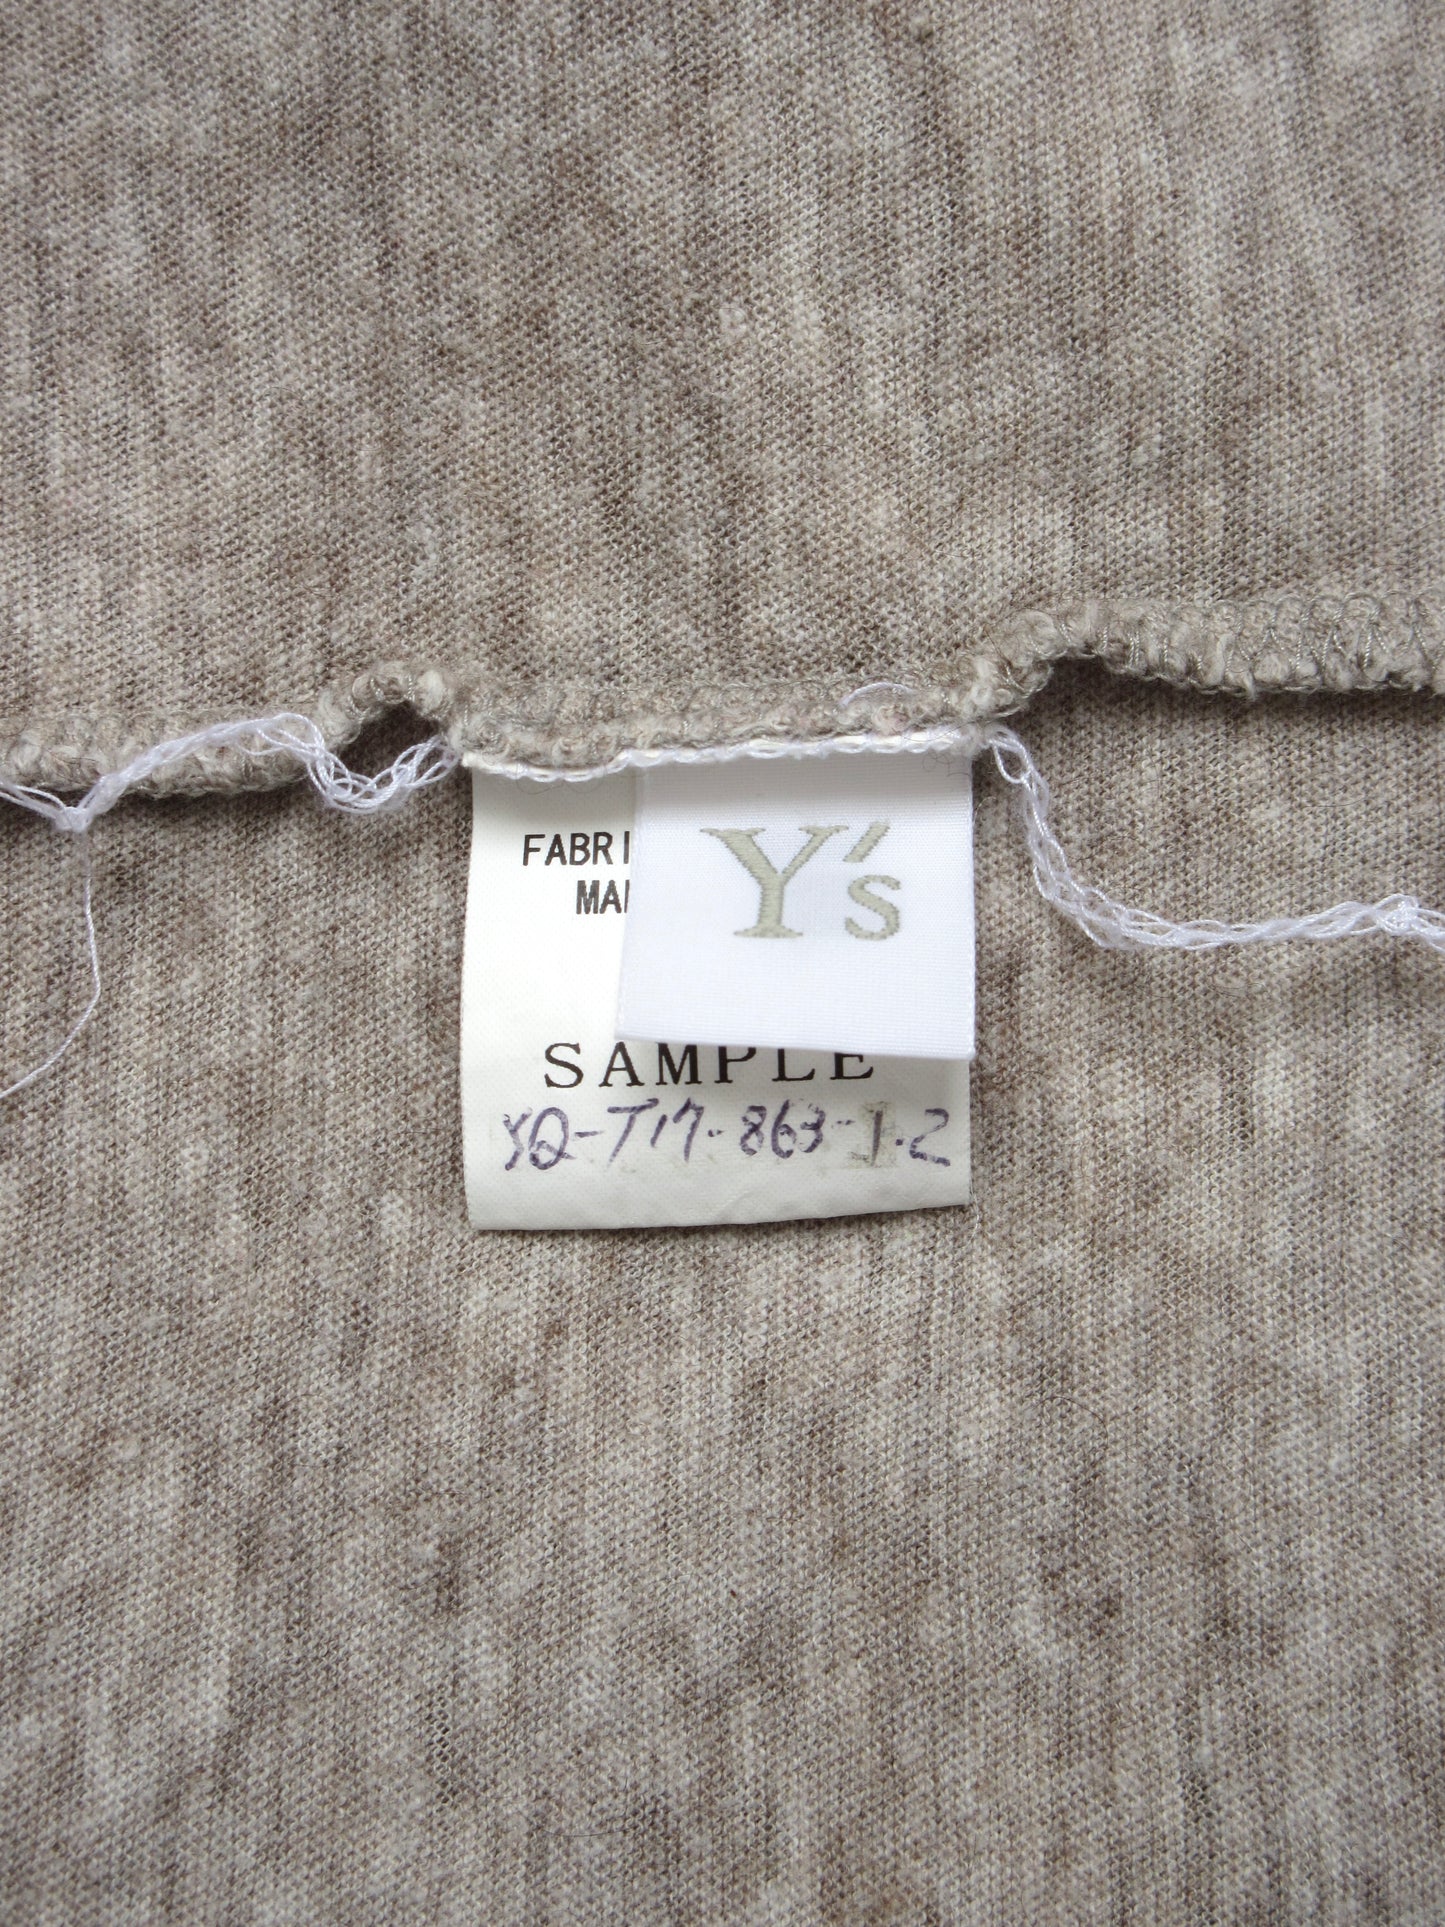 FABRI
MA
Y's
SAMPLE
YQ-T17-863-1.2